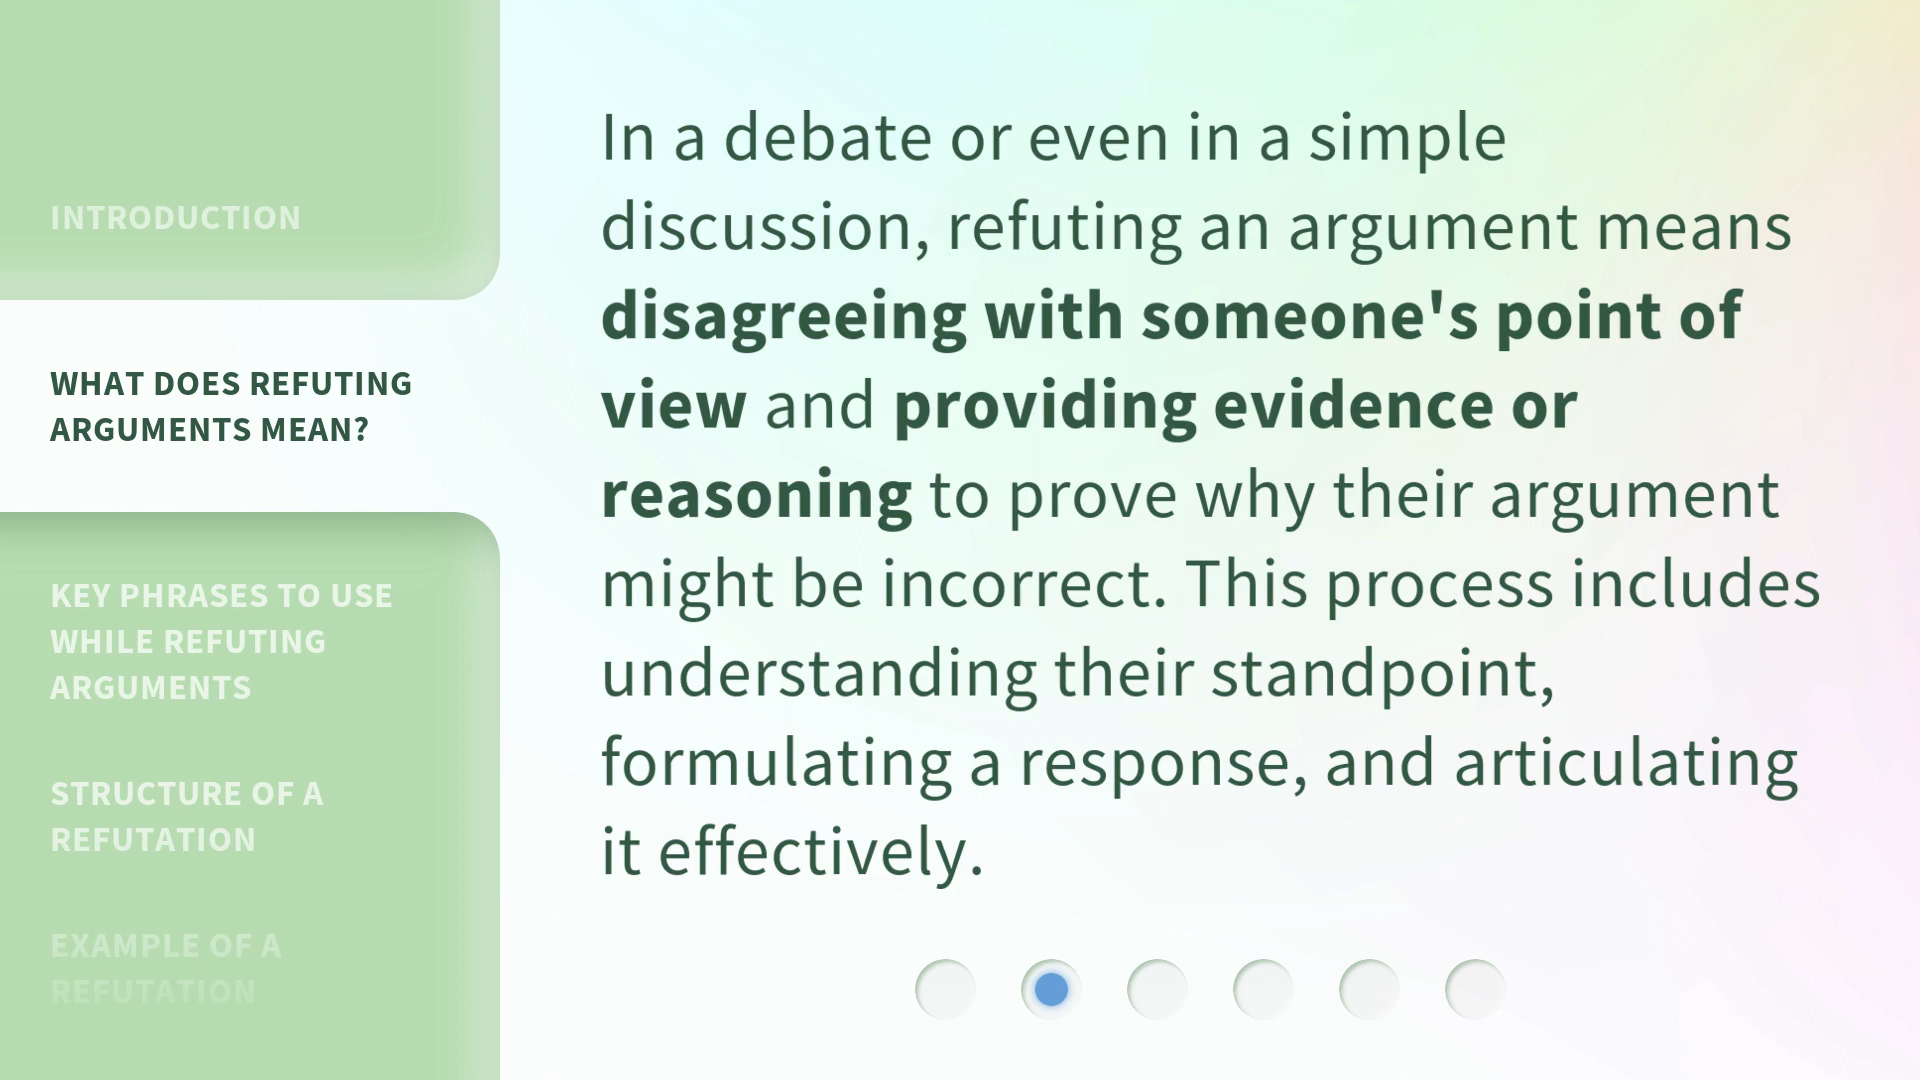 INTRODUCTION
WHAT DOES REFUTING
ARGUMENTS MEAN?
KEY PHRASES TO USE
WHILE REFUTING
ARGUMENTS
STRUCTURE OF A
REFUTATION
EXAMPLE OF A
REFUTATION
In a debate or even in a simple
discussion, refuting an argument means
disagreeing with someone's point of
view and providing evidence or
reasoning to prove why their argument
might be incorrect. This process includes
understanding their standpoint,
formulating a response, and articulating
it effectively.